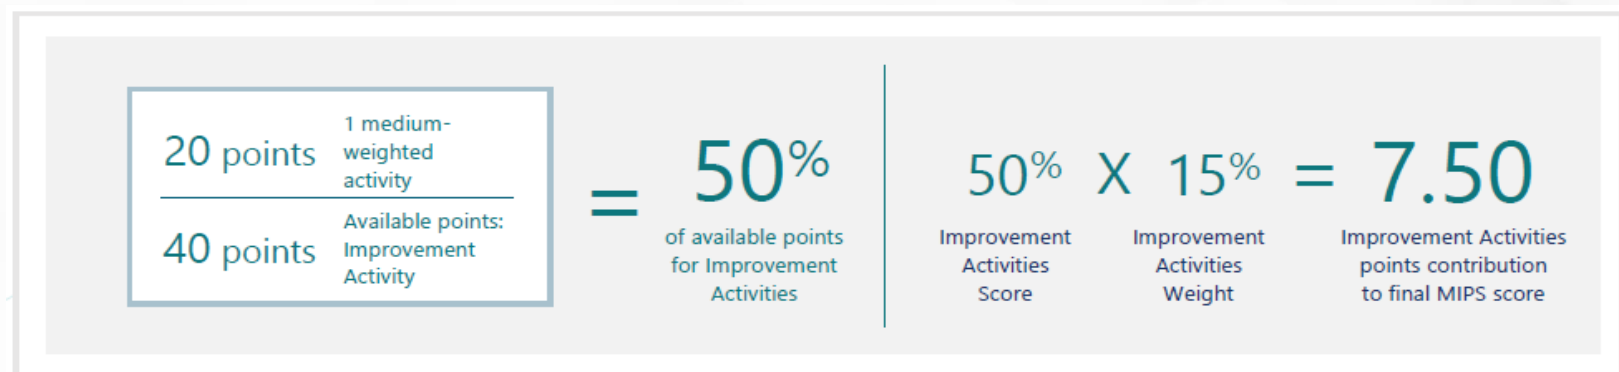 20 points
1 medium-
weighted
activity
40 points
Available points:
Improvement
Activity
=
50%
of available points
for Improvement
Activities
50% X 15% = 7.50
Improvement
Activities
Score
Improvement
Activities
Weight
Improvement Activities
points contribution
to final MIPS score